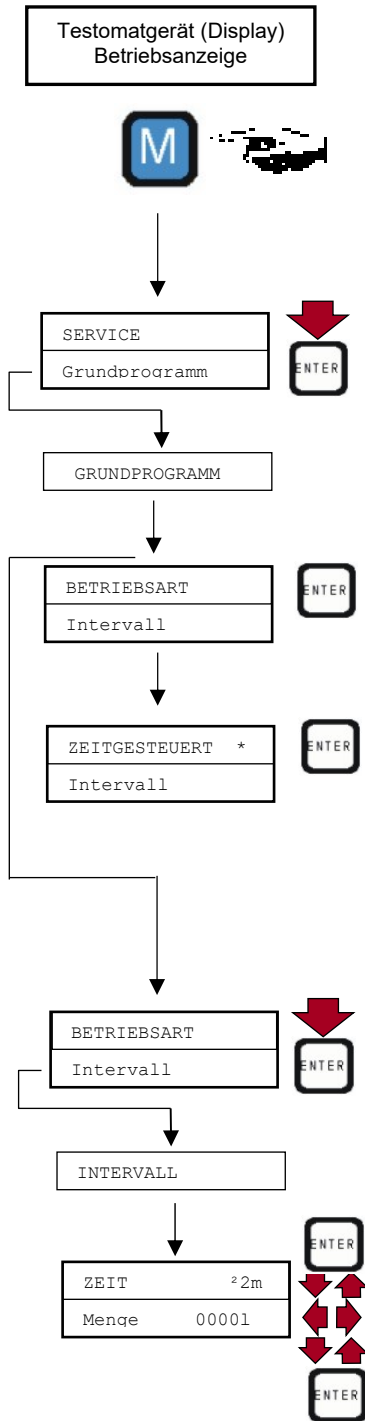 Testomatgerät (Display)
Betriebsanzeige
M
SERVICE
Grundprogramm
ENTER
GRUNDPROGRAMM
BETRIEBSART
Intervall
ENTER
ZEITGESTEUERT *
Intervall
ENTER
BETRIEBSART
Intervall
ENTER
INTERVALL
ENTER
ZEIT ²2m
Menge 00001
ENTER